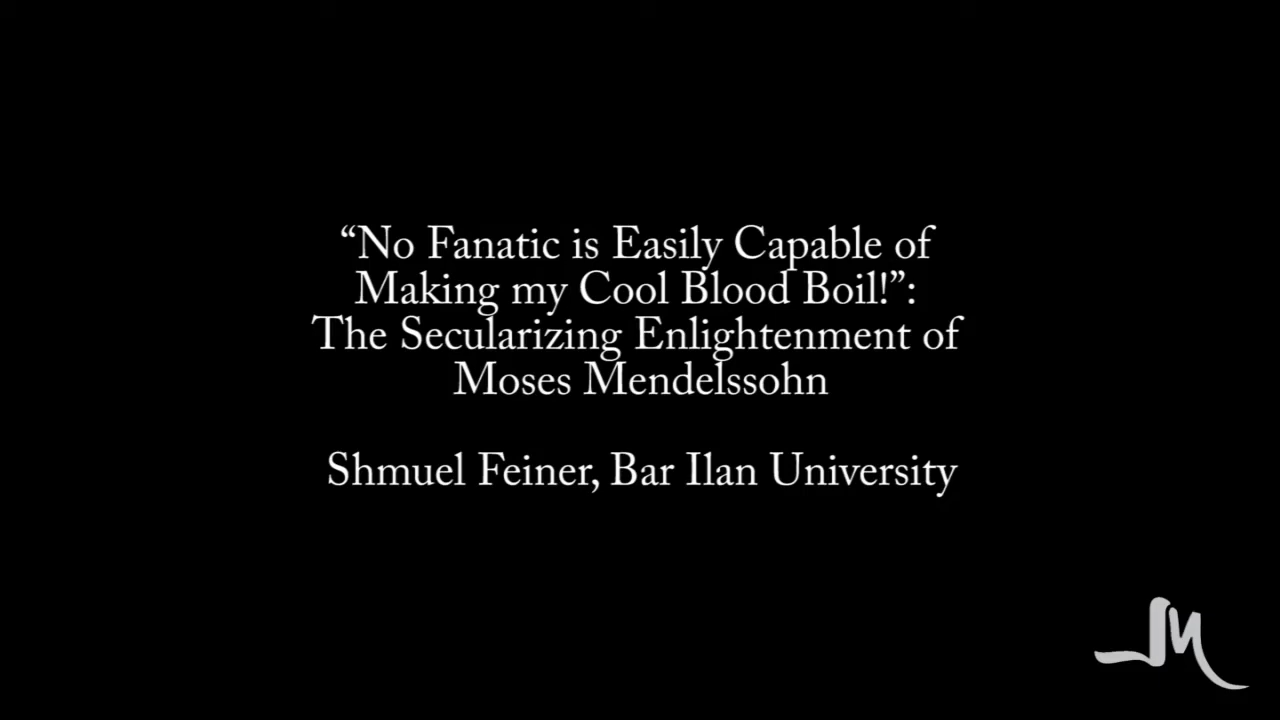 “No Fanatic is Easily Capable of
Making my Cool Blood Boil!”:
The Secularizing Enlightenment of
Moses Mendelssohn
Shmuel Feiner, Bar Ilan University